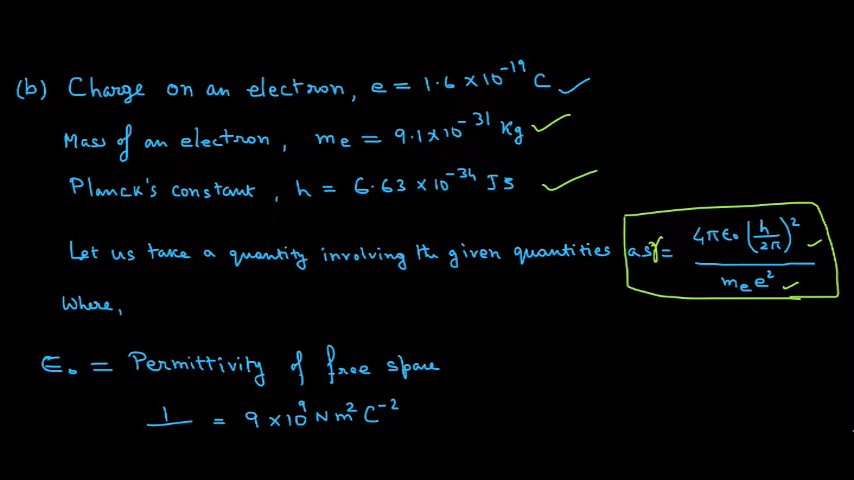 (b) Charge on an electron, e = 1.6 × 10⁻¹⁹ C ✓
Mass of an electron, me = 9.1 × 10⁻³¹ Kg ✓
Planck's constant, h = 6.63 × 10⁻³⁴ JS ✓
Let us take a quantity involving the given quantities as r = 4πε₀ (h/2π)² ✓ / me e² ✓
Where,
ε₀ = Permittivity of free space
1/ = 9 × 10⁹ N m² C⁻²